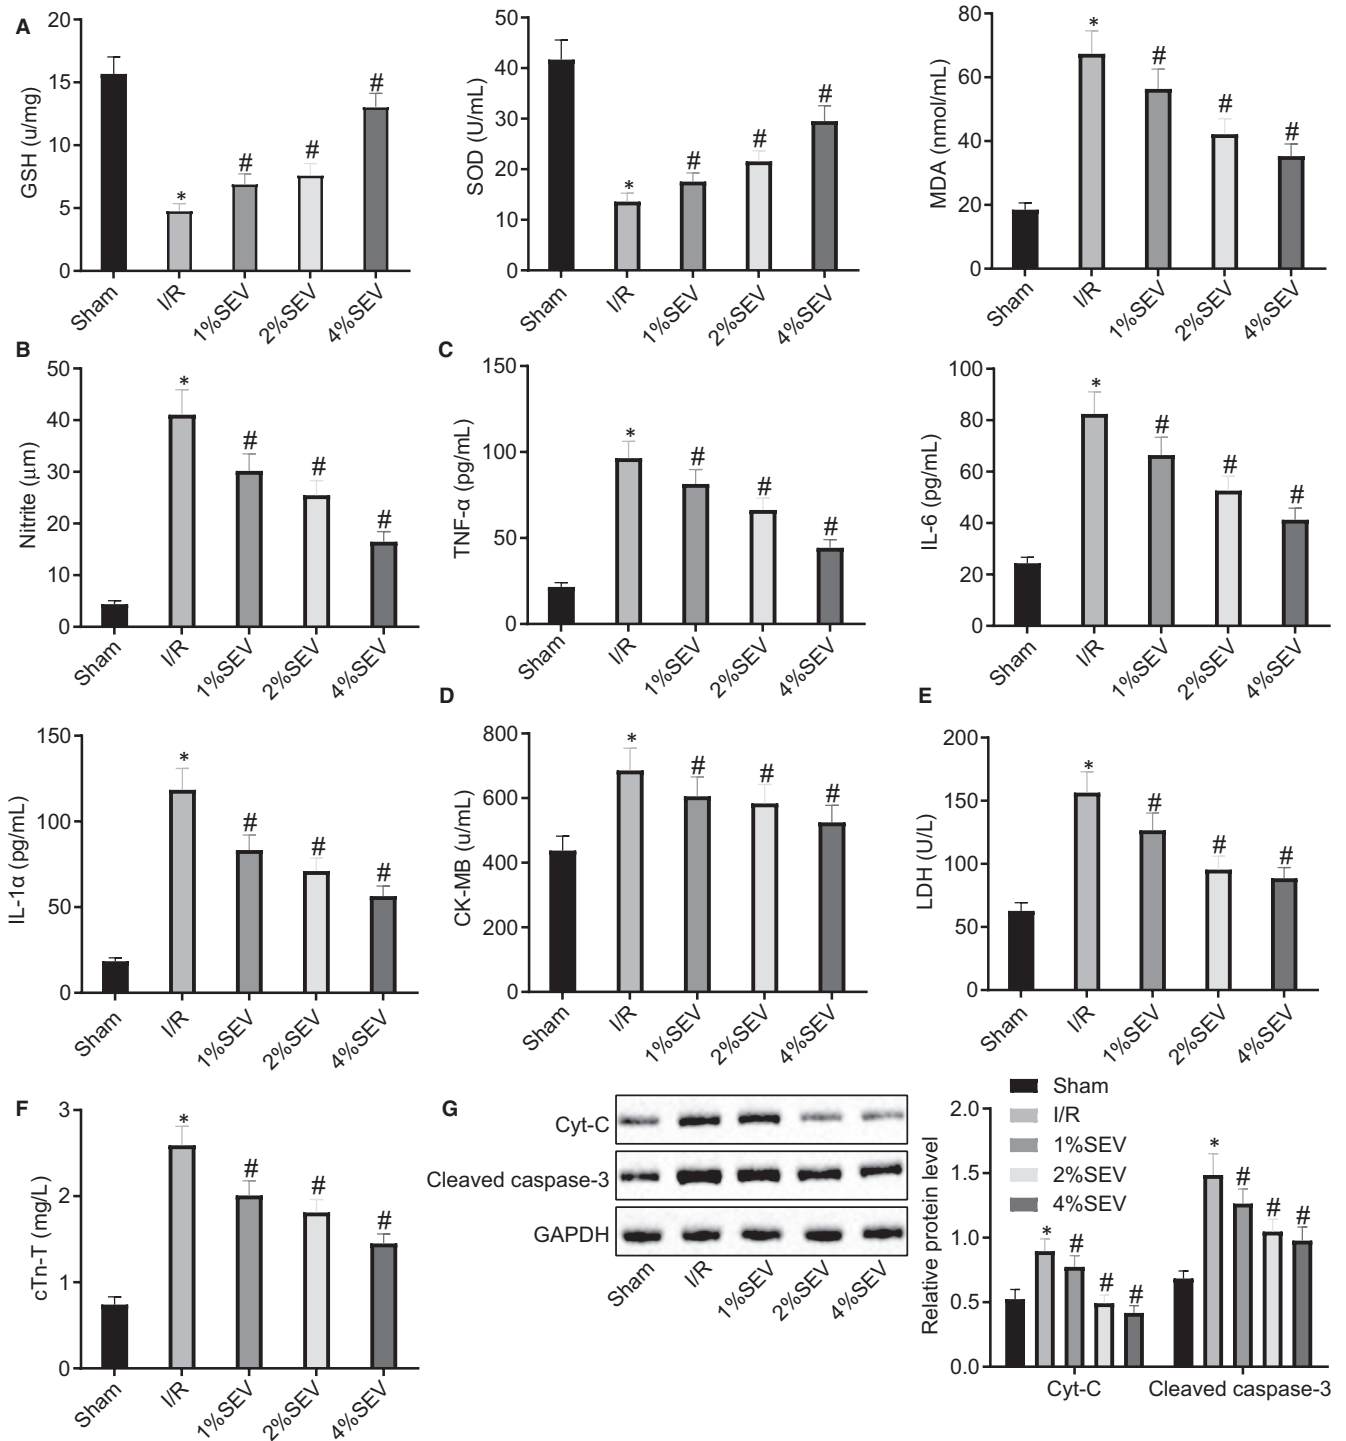 A
GSH (u/mg)
20
15
10
5
0
*
#
#
#
Sham
I/R
1%SEV
2%SEV
4%SEV
SOD (U/mL)
50
40
30
20
10
0
*
#
#
#
Sham
I/R
1%SEV
2%SEV
4%SEV
MDA (nmol/mL)
80
60
40
20
0
*
#
#
#
Sham
I/R
1%SEV
2%SEV
4%SEV
B
Nitrite (μm)
50
40
30
20
10
0
*
#
#
#
Sham
I/R
1%SEV
2%SEV
4%SEV
C
TNF-α (pg/mL)
150
100
50
0
*
#
#
#
Sham
I/R
1%SEV
2%SEV
4%SEV
IL-6 (pg/mL)
100
80
60
40
20
0
*
#
#
#
Sham
I/R
1%SEV
2%SEV
4%SEV
IL-1α (pg/mL)
150
100
50
0
*
#
#
#
Sham
I/R
1%SEV
2%SEV
4%SEV
D
CK-MB (u/mL)
800
600
400
200
0
*
#
#
#
Sham
I/R
1%SEV
2%SEV
4%SEV
E
LDH (U/L)
200
150
100
50
0
*
#
#
#
Sham
I/R
1%SEV
2%SEV
4%SEV
F
cTn-T (mg/L)
3
2
1
0
*
#
#
#
Sham
I/R
1%SEV
2%SEV
4%SEV
G
Cyt-C
Cleaved caspase-3
GAPDH
Sham
I/R
1%SEV
2%SEV
4%SEV
Sham
I/R
1%SEV
2%SEV
4%SEV
Relative protein level
2.0
1.5
1.0
0.5
0.0
*
#
#
#
*
#
#
#
Cyt-C
Cleaved caspase-3